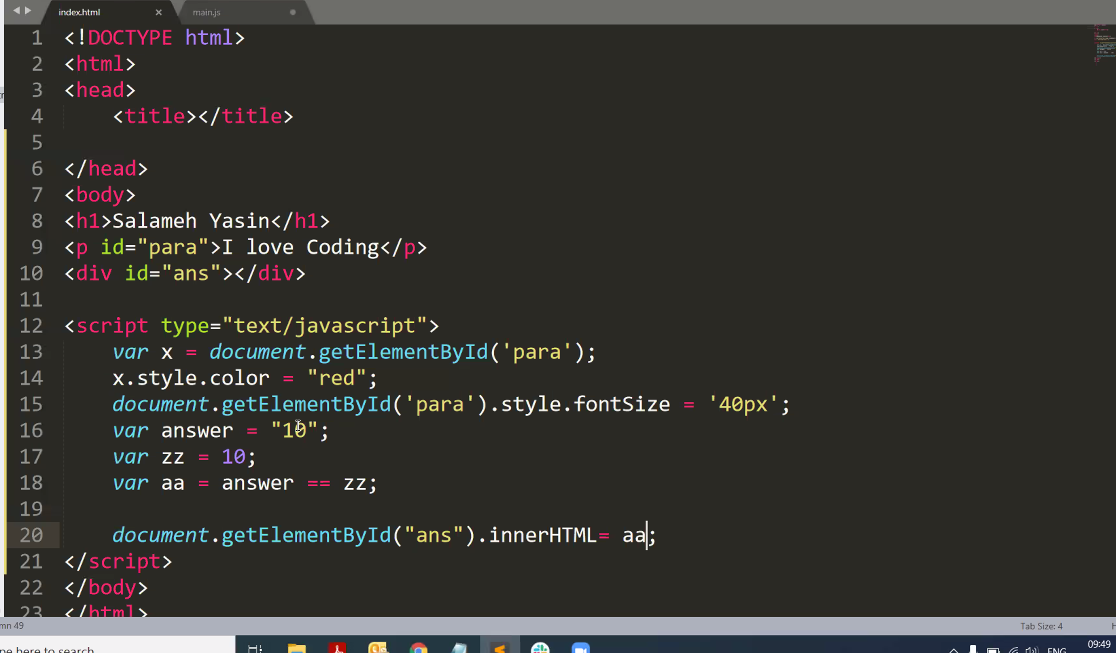 index.html × main.js
1 <!DOCTYPE html>
2 <html>
3 <head>
4 <title></title>
5
6 </head>
7 <body>
8 <h1>Salameh Yasin</h1>
9 <p id="para">I love Coding</p>
10 <div id="ans"></div>
11
12 <script type="text/javascript">
13 var x = document.getElementById('para');
14 x.style.color = "red";
15 document.getElementById('para').style.fontSize = '40px';
16 var answer = "10";
17 var zz = 10;
18 var aa = answer == zz;
19
20 document.getElementById("ans").innerHTML= aa;
21 </script>
22 </body>
23 </html>
mn 49 Tab Size: 4
pe here to search ENG 09:49